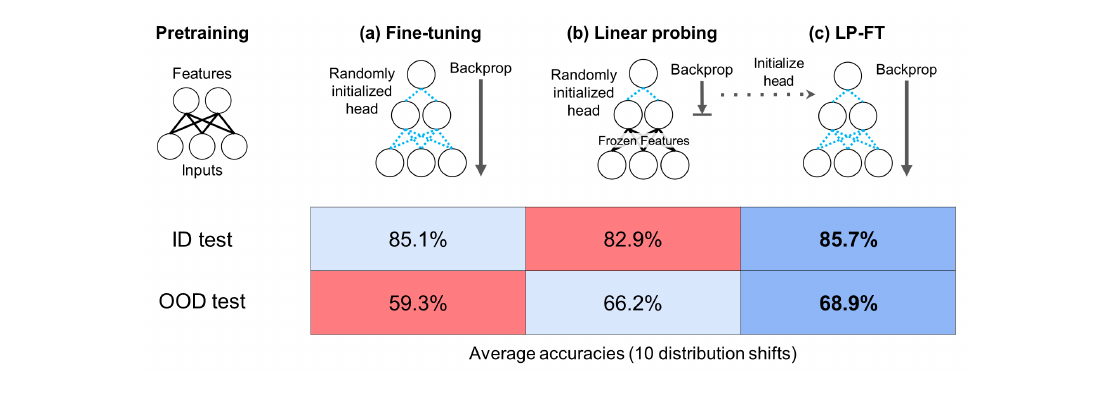 Pretraining
(a) Fine-tuning
(b) Linear probing
(c) LP-FT
Features
Inputs
Randomly
initialized
head
Backprop
Randomly
initialized
head
Backprop
Frozen Features
Initialize
head
Backprop
ID test
85.1%
82.9%
85.7%
OOD test
59.3%
66.2%
68.9%
Average accuracies (10 distribution shifts)